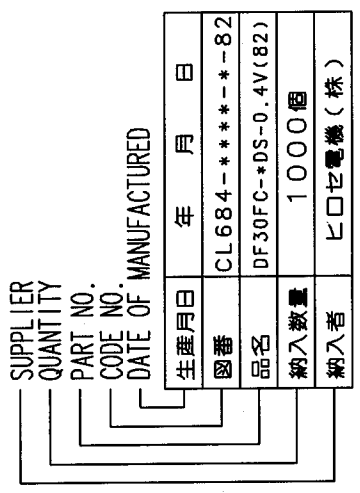 SUPPLIER
QUANTITY
PART NO.
CODE NO.
DATE OF MANUFACTURED
生産月日 年 月 日
図番 CL684-****-*-82
品名 DF30FC-*DS-0.4V(82)
納入数量 1000個
納入者 ヒロセ電機(株)